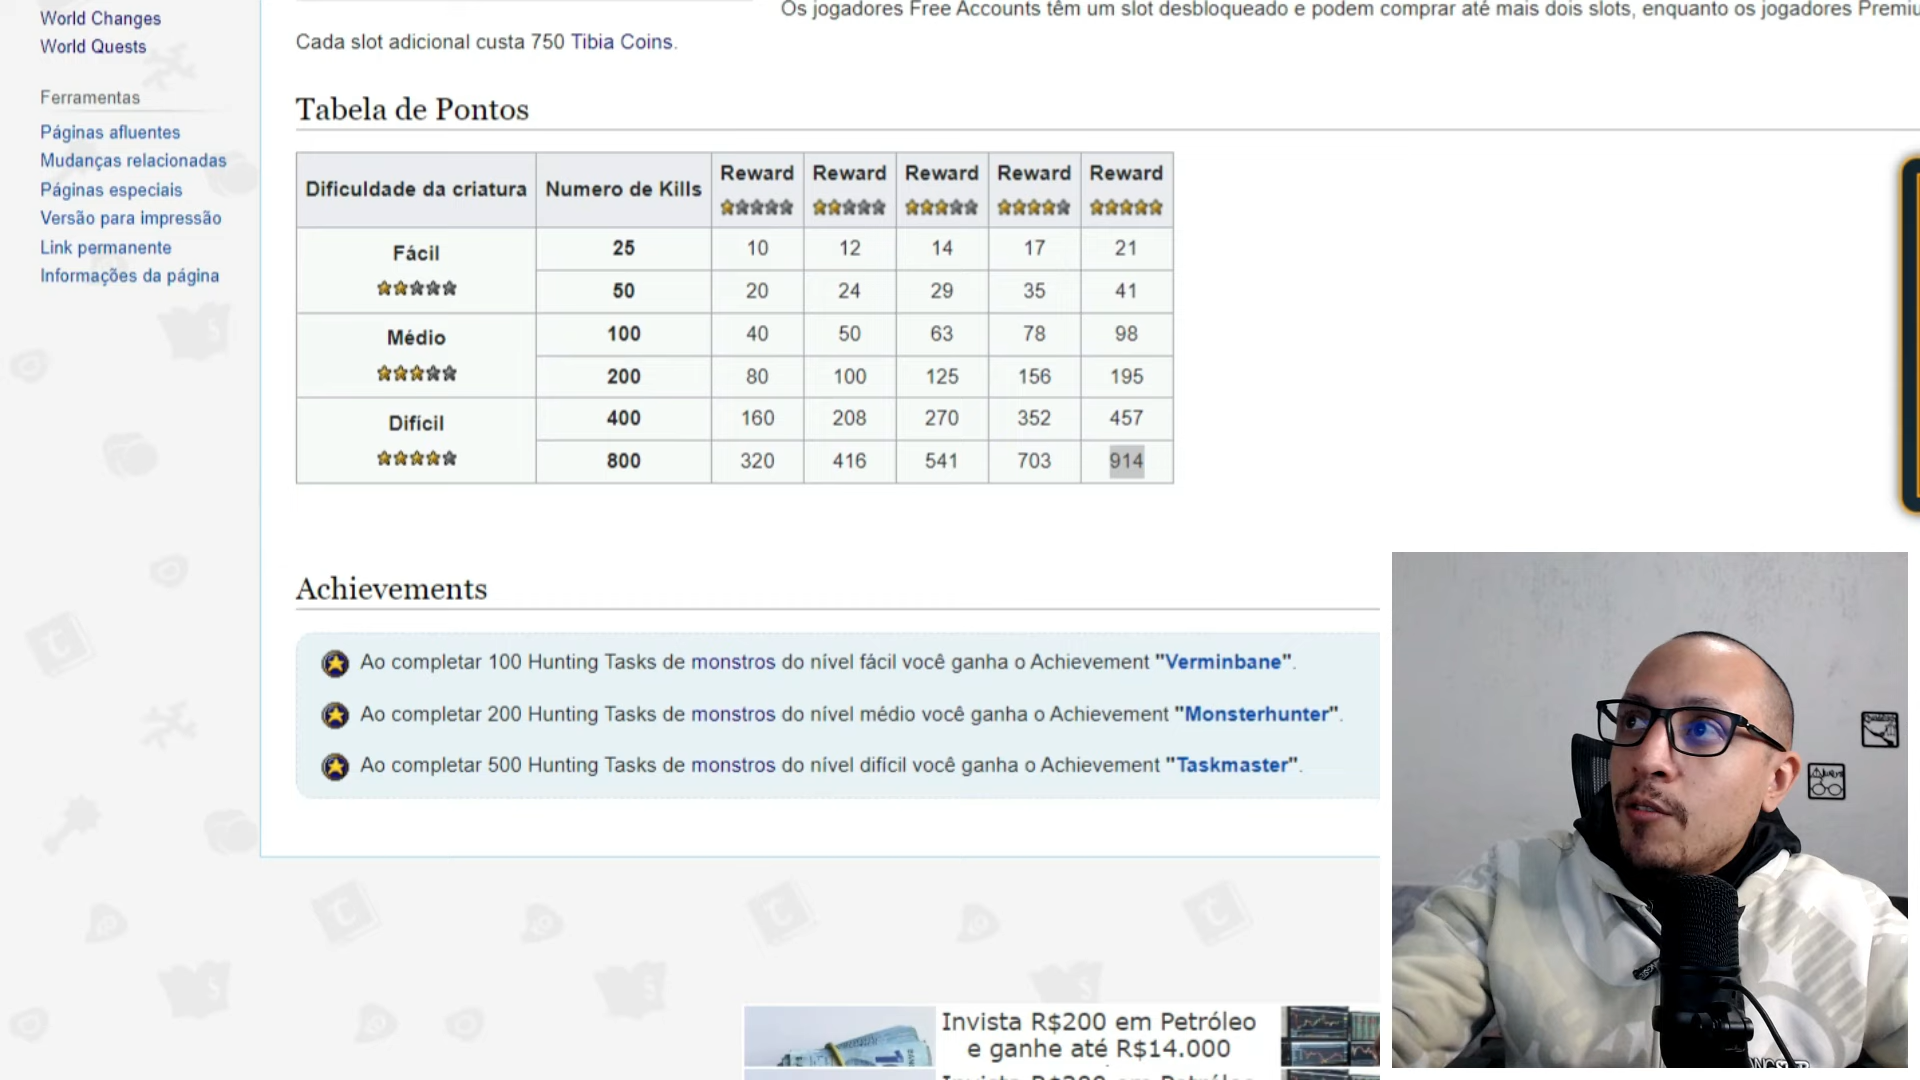 World Changes
World Quests
Ferramentas
Páginas afluentes
Mudanças relacionadas
Páginas especiais
Versão para impressão
Link permanente
Informações da página
Os jogadores Free Accounts têm um slot desbloqueado e podem comprar até mais dois slots, enquanto os jogadores
Cada slot adicional custa 750 Tibia Coins.
Tabela de Pontos
Dificuldade da criatura Numero de Kills Reward Reward Reward Reward Reward
Fácil 25 10 12 14 17 21
50 20 24 29 35 41
Médio 100 40 50 63 78 98
200 80 100 125 156 195
Difícil 400 160 208 270 352 457
800 320 416 541 703 914
Achievements
Ao completar 100 Hunting Tasks de monstros do nível fácil você ganha o Achievement "Verminbane".
Ao completar 200 Hunting Tasks de monstros do nível médio você ganha o Achievement "Monsterhunter".
Ao completar 500 Hunting Tasks de monstros do nível difícil você ganha o Achievement "Taskmaster".
Invista R$200 em Petróleo
e ganhe até R$14.000